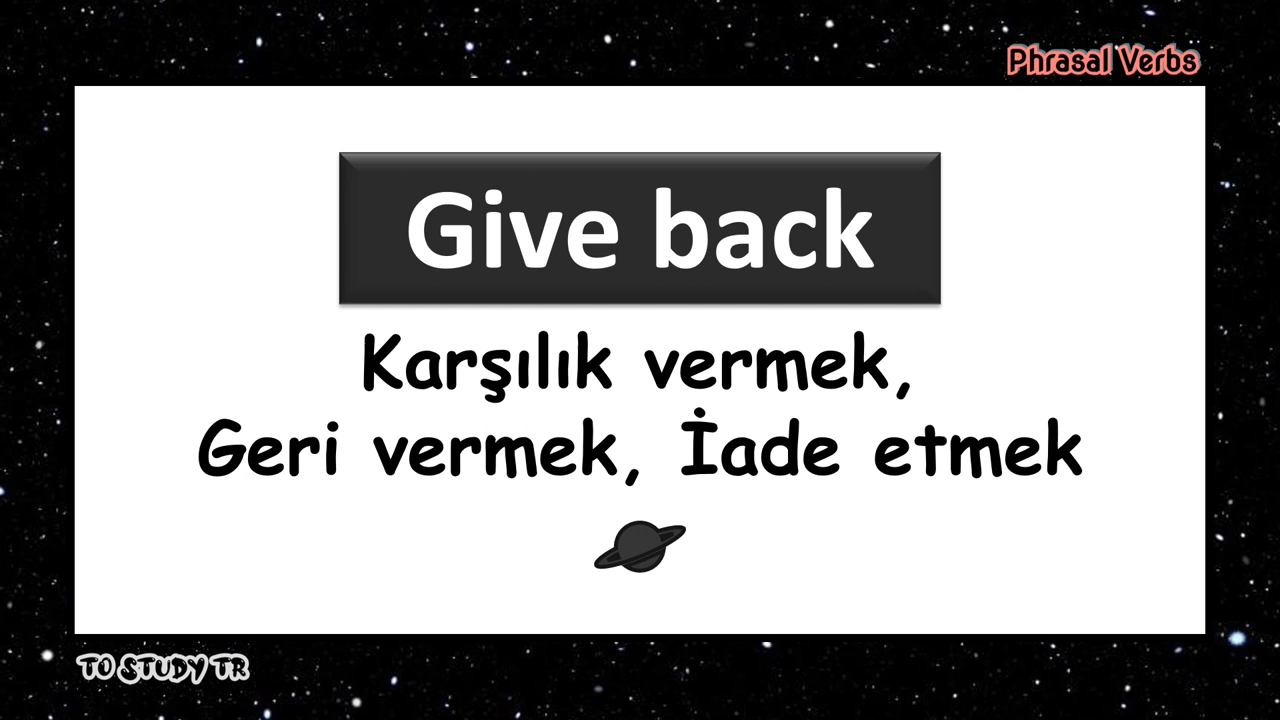 Phrasal Verbs
Give back
Karşılık vermek,
Geri vermek, İade etmek
TO STUDY TR